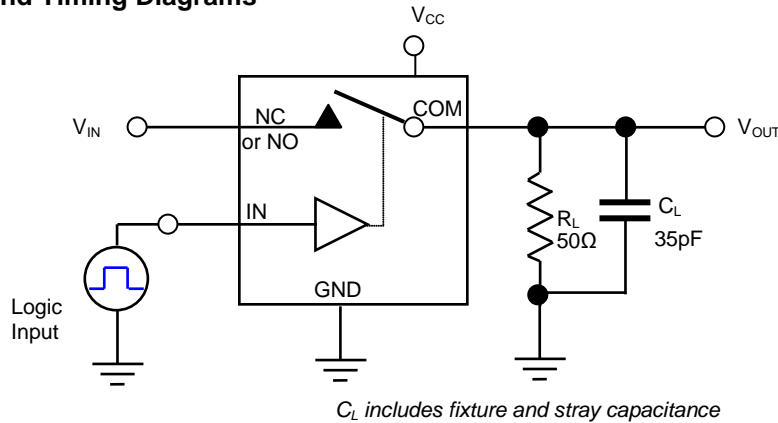 nd Timing Diagrams
VCC
VIN
NC
or NO
COM
VOUT
IN
RL
50Ω
CL
35pF
GND
Logic
Input
CL includes fixture and stray capacitance